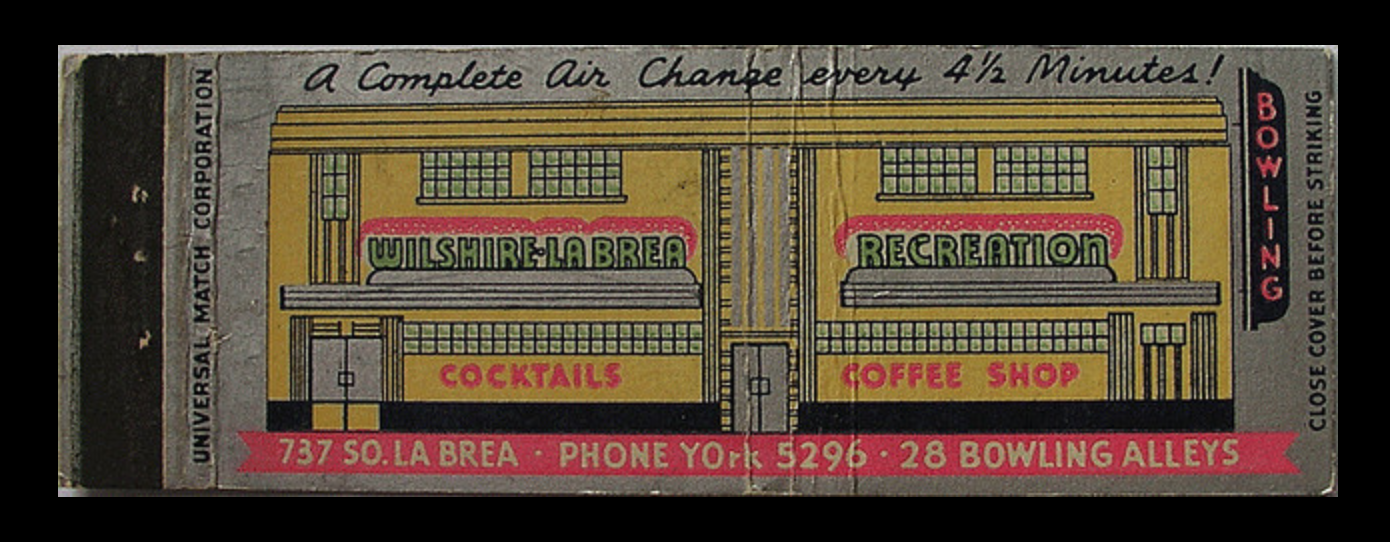 A Complete Air Change every 4½ Minutes!
UNIVERSAL MATCH CORPORATION
WILSHIRE-LA BREA
RECREATION
BOWLING
COCKTAILS
COFFEE SHOP
737 SO. LA BREA · PHONE YOrk 5296 · 28 BOWLING ALLEYS
CLOSE COVER BEFORE STRIKING